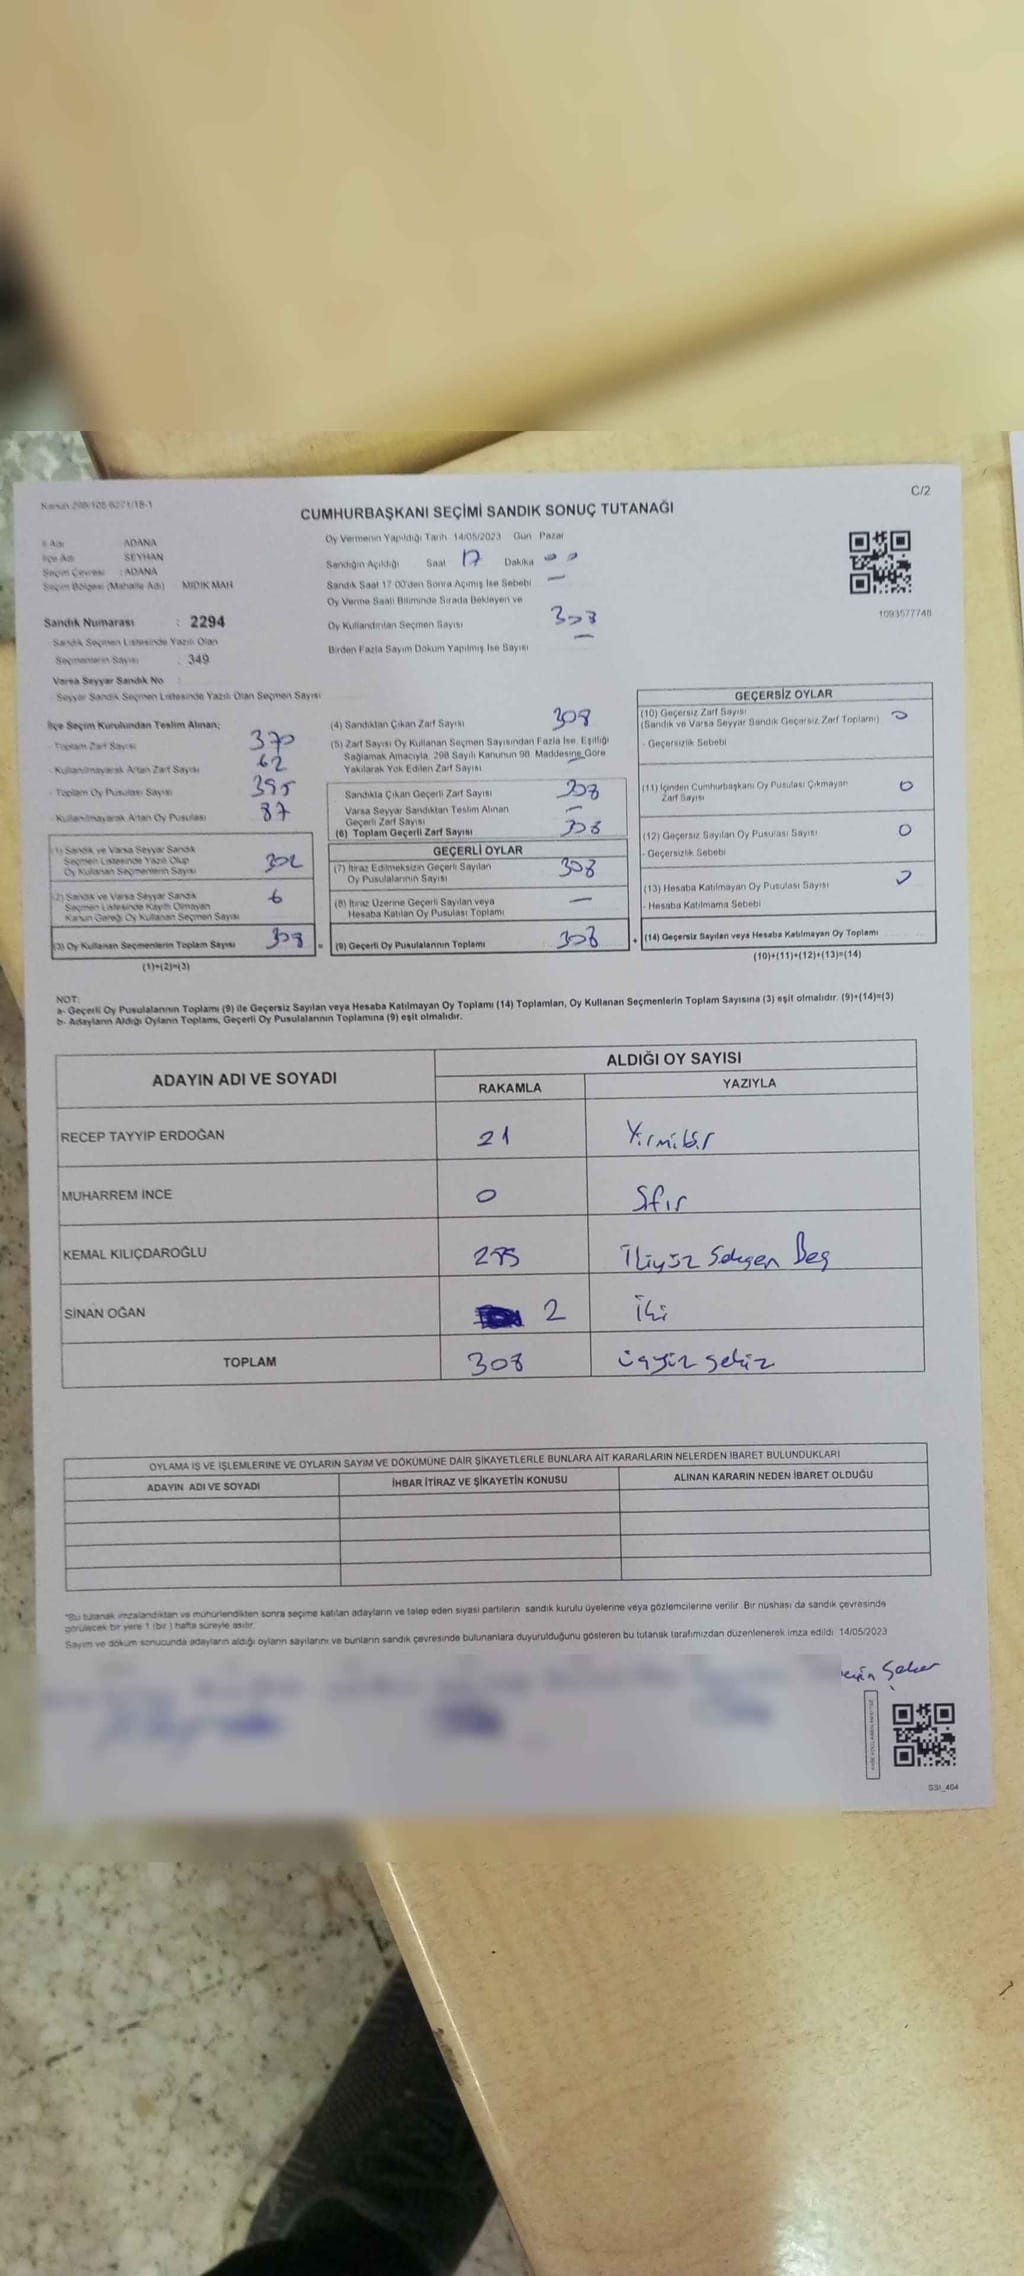 Kanun 298/105-6271/18-1
C/2
CUMHURBAŞKANI SEÇİMİ SANDIK SONUÇ TUTANAĞI
İl Adı : ADANA
İlçe Adı : SEYHAN
Seçim Çevresi : ADANA
Seçim Bölgesi (Mahalle Adı) MIDIK MAH
Sandık Numarası : 2294
Sandık Seçmen Listesinde Yazılı Olan
Seçmenlerin Sayısı : 349
Varsa Seyyar Sandık No
- Seyyar Sandık Seçmen Listesinde Yazılı Olan Seçmen Sayısı
Oy Vermenin Yapıldığı Tarih 14/05/2023 Gün Pazar
Sandığın Açıldığı Saat 17 Dakika 00
Sandık Saat 17.00'den Sonra Açımış İse Sebebi —
Oy Verme Saati Bitiminde Sırada Bekleyen ve
Oy Kullandırılan Seçmen Sayısı 308
Birden Fazla Sayım Döküm Yapılmış İse Sayısı —
1093577748
İlçe Seçim Kurulundan Teslim Alınan;
- Toplam Zarf Sayısı 370
- Kullanılmayarak Artan Zarf Sayısı 62
- Toplam Oy Pusulası Sayısı 395
- Kullanılmayarak Artan Oy Pusulası 87
(1) Sandık ve Varsa Seyyar Sandık
Seçmen Listesinde Yazılı Olup
Oy Kullanan Seçmenlerin Sayısı 302
(2) Sandık ve Varsa Seyyar Sandık
Seçmen Listesinde Kayıtlı Olmayan
Kanun Gereği Oy Kullanan Seçmen Sayısı 6
(3) Oy Kullanan Seçmenlerin Toplam Sayısı 308 =
(1)+(2)=(3)
(4) Sandıktan Çıkan Zarf Sayısı 308
(5) Zarf Sayısı Oy Kullanan Seçmen Sayısından Fazla İse, Eşitliği
Sağlamak Amacıyla, 298 Sayılı Kanunun 98. Maddesine Göre
Yakılarak Yok Edilen Zarf Sayısı —
Sandıkta Çıkan Geçerli Zarf Sayısı 308
Varsa Seyyar Sandıktan Teslim Alınan
Geçerli Zarf Sayısı —
(6) Toplam Geçerli Zarf Sayısı 308
GEÇERLİ OYLAR
(7) İtiraz Edilmeksizin Geçerli Sayılan
Oy Pusulalarının Sayısı 308
(8) İtiraz Üzerine Geçerli Sayılan veya
Hesaba Katılan Oy Pusulası Toplamı —
(9) Geçerli Oy Pusulalarının Toplamı 308 +
GEÇERSİZ OYLAR
(10) Geçersiz Zarf Sayısı 0
(Sandık ve Varsa Seyyar Sandık Geçersiz Zarf Toplamı)
- Geçersizlik Sebebi
(11) İçinden Cumhurbaşkanı Oy Pusulası Çıkmayan 0
Zarf Sayısı
(12) Geçersiz Sayılan Oy Pusulası Sayısı 0
- Geçersizlik Sebebi
(13) Hesaba Katılmayan Oy Pusulası Sayısı 0
- Hesaba Katılmama Sebebi
(14) Geçersiz Sayılan veya Hesaba Katılmayan Oy Toplamı
(10)+(11)+(12)+(13)=(14)
NOT:
a- Geçerli Oy Pusulalarının Toplamı (9) ile Geçersiz Sayılan veya Hesaba Katılmayan Oy Toplamı (14) Toplamları, Oy Kullanan Seçmenlerin Toplam Sayısına (3) eşit olmalıdır. (9)+(14)=(3)
b- Adayların Aldığı Oyların Toplamı, Geçerli Oy Pusulalarının Toplamına (9) eşit olmalıdır.
ADAYIN ADI VE SOYADI
ALDIĞI OY SAYISI
RAKAMLA YAZIYLA
RECEP TAYYİP ERDOĞAN 21 Yirmibir
MUHARREM İNCE 0 Sıfır
KEMAL KILIÇDAROĞLU 285 İkiyüz Seksen Beş
SİNAN OĞAN 2 İki
TOPLAM 308 üçyüz sekiz
OYLAMA İŞ VE İŞLEMLERİNE VE OYLARIN SAYIM VE DÖKÜMÜNE DAİR ŞİKAYETLERLE BUNLARA AİT KARARLARIN NELERDEN İBARET BULUNDUKLARI
ADAYIN ADI VE SOYADI İHBAR İTİRAZ VE ŞİKAYETİN KONUSU ALINAN KARARIN NEDEN İBARET OLDUĞU
*Bu tutanak imzalandıktan ve mühürlendikten sonra seçime katılan adayların ve talep eden siyasi partilerin sandık kurulu üyelerine veya gözlemcilerine verilir. Bir nüshası da sandık çevresinde
görülecek bir yere 1 (bir ) hafta süreyle asılır.
Sayım ve döküm sonucunda adayların aldığı oyların sayılarını ve bunların sandık çevresinde bulunanlara duyurulduğunu gösteren bu tutanak tarafımızdan düzenlenerek imza edildi. 14/05/2023
SSI_464